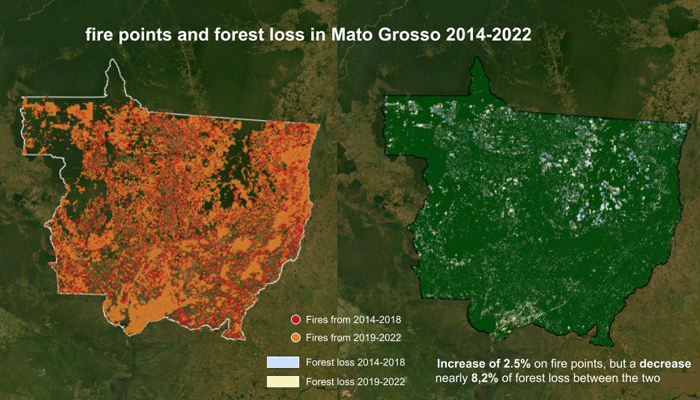 fire points and forest loss in Mato Grosso 2014-2022
Fires from 2014-2018
Fires from 2019-2022
Forest loss 2014-2018
Forest loss 2019-2022
Increase of 2.5% on fire points, but a decrease
nearly 8,2% of forest loss between the two